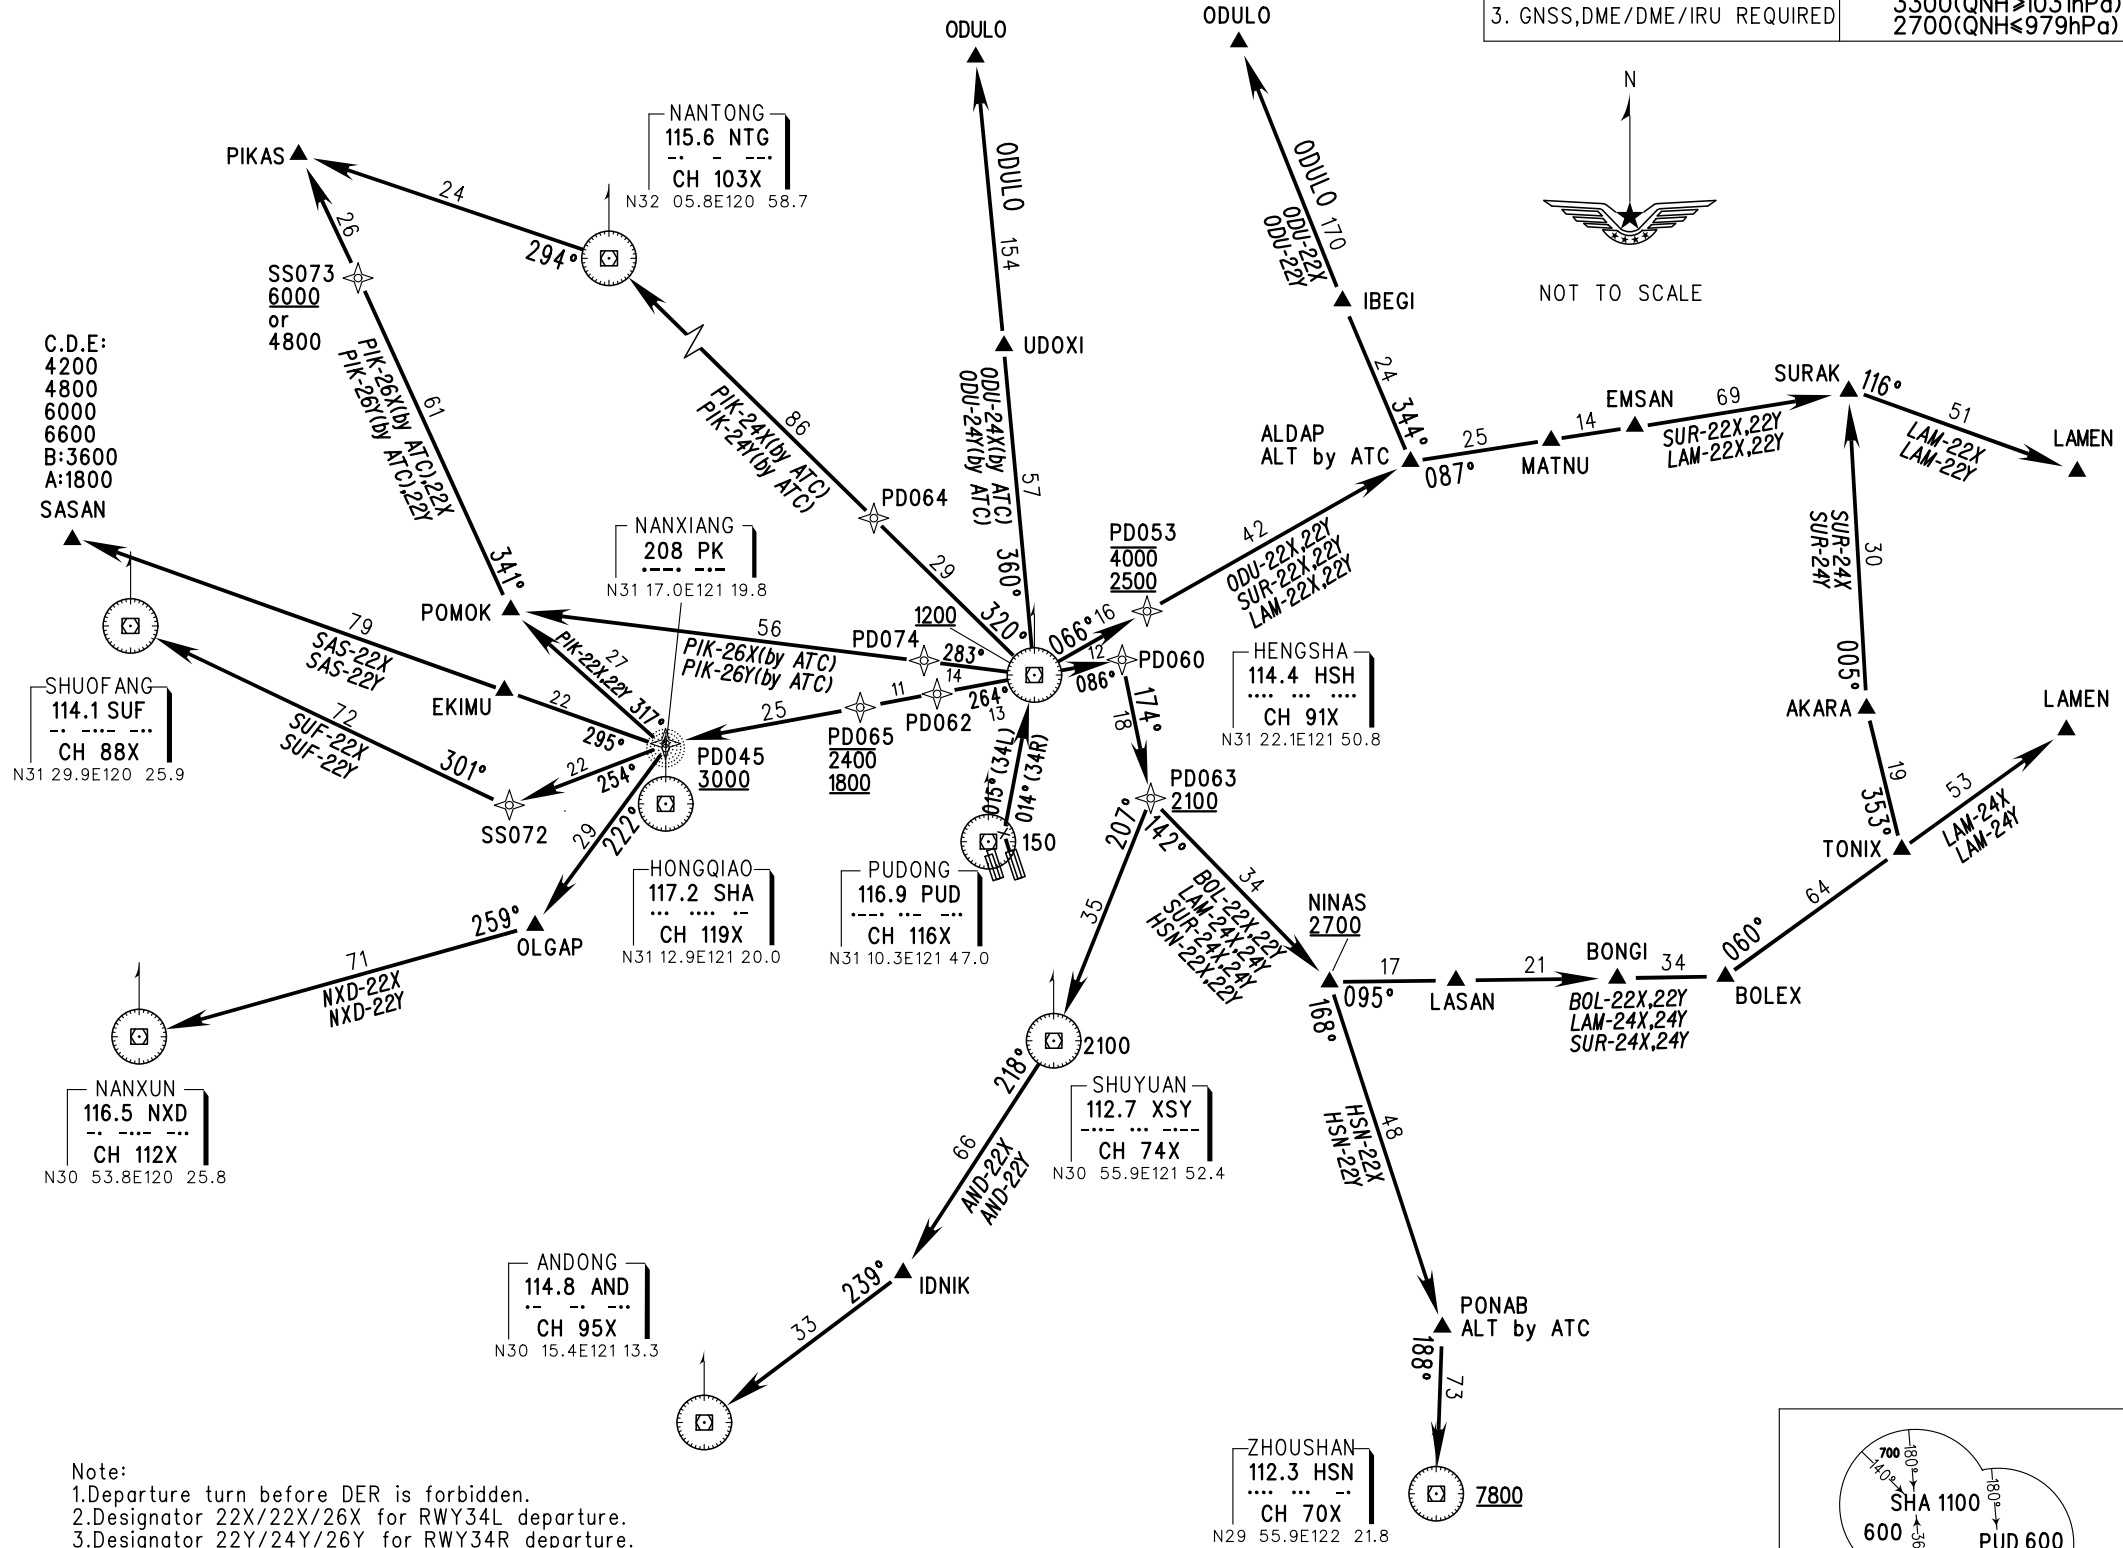 3. GNSS,DME/DME/IRU REQUIRED
3300(QNH≥1031hPa)
2700(QNH≤979hPa)
N
NOT TO SCALE
ODULO
ODULO
NANTONG
115.6 NTG
-· - --·
CH 103X
N32 05.8E120 58.7
PIKAS
24
294°
26
SS073
6000
or
4800
PIK-26X(by ATC),22X
PIK-26Y(by ATC),22Y
61
341°
C.D.E:
4200
4800
6000
6600
B:3600
A:1800
SASAN
86
PIK-24X(by ATC)
PIK-24Y(by ATC)
PD064
29
320°
ODULO
154
UDOXI
ODU-24X(by ATC)
ODU-24Y(by ATC)
57
360°
ODULO
170
ODU-22X
ODU-22Y
IBEGI
24
344°
ALDAP
ALT by ATC
087°
25
MATNU
14
EMSAN
69
SUR-22X,22Y
LAM-22X,22Y
SURAK
116°
51
LAM-22X
LAM-22Y
LAMEN
SUR-24X
SUR-24Y
30
005°
AKARA
19
353°
TONIX
53
LAM-24X
LAM-24Y
LAMEN
NANXIANG
208 PK
·--· -·-
N31 17.0E121 19.8
POMOK
56
PIK-26X(by ATC)
PIK-26Y(by ATC)
PD074
283°
1200
27
PIK-22X,22Y
317°
79
SAS-22X
SAS-22Y
EKIMU
22
295°
SHUOFANG
114.1 SUF
-· -·· -··
CH 88X
N31 29.9E120 25.9
72
SUF-22X
SUF-22Y
301°
22
254°
SS072
PD045
3000
25
PD065
2400
1800
11
PD062
14
264°
13
066°
16
PD053
4000
2500
42
ODU-22X,22Y
SUR-22X,22Y
LAM-22X,22Y
12
086°
PD060
HENGSHA
114.4 HSH
···· ··· ····
CH 91X
N31 22.1E121 50.8
174°
18
PD063
2100
015°(34L)
014°(34R)
150
29
222°
HONGQIAO
117.2 SHA
··· ···· ·-
CH 119X
N31 12.9E121 20.0
PUDONG
116.9 PUD
·--· ··- -··
CH 116X
N31 10.3E121 47.0
259°
OLGAP
71
NXD-22X
NXD-22Y
NANXUN
116.5 NXD
-· -··- -··
CH 112X
N30 53.8E120 25.8
207°
142°
35
34
BOL-22X,22Y
LAM-24X,24Y
SUR-24X,24Y
HSN-22X,22Y
NINAS
2700
095°
17
LASAN
21
BONGI
34
BOL-22X,22Y
LAM-24X,24Y
SUR-24X,24Y
BOLEX
060°
64
168°
48
HSN-22X
HSN-22Y
2100
218°
SHUYUAN
112.7 XSY
-··- ··· -·--
CH 74X
N30 55.9E121 52.4
66
AND-22X
AND-22Y
IDNIK
239°
33
ANDONG
114.8 AND
·- -· -··
CH 95X
N30 15.4E121 13.3
PONAB
ALT by ATC
188°
73
ZHOUSHAN
112.3 HSN
···· ··· -·
CH 70X
N29 55.9E122 21.8
7800
Note:
1.Departure turn before DER is forbidden.
2.Designator 22X/22X/26X for RWY34L departure.
3.Designator 22Y/24Y/26Y for RWY34R departure.
700
140°
180°
SHA 1100
180°
600
PUD 600